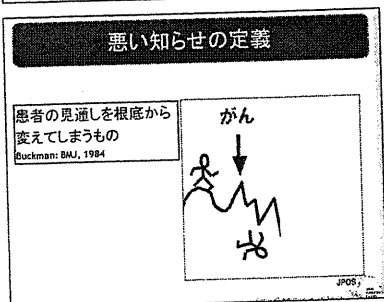 悪い知らせの定義
患者の見通しを根底から
変えてしまうもの
Buckman: BMJ, 1984
がん
JPOS